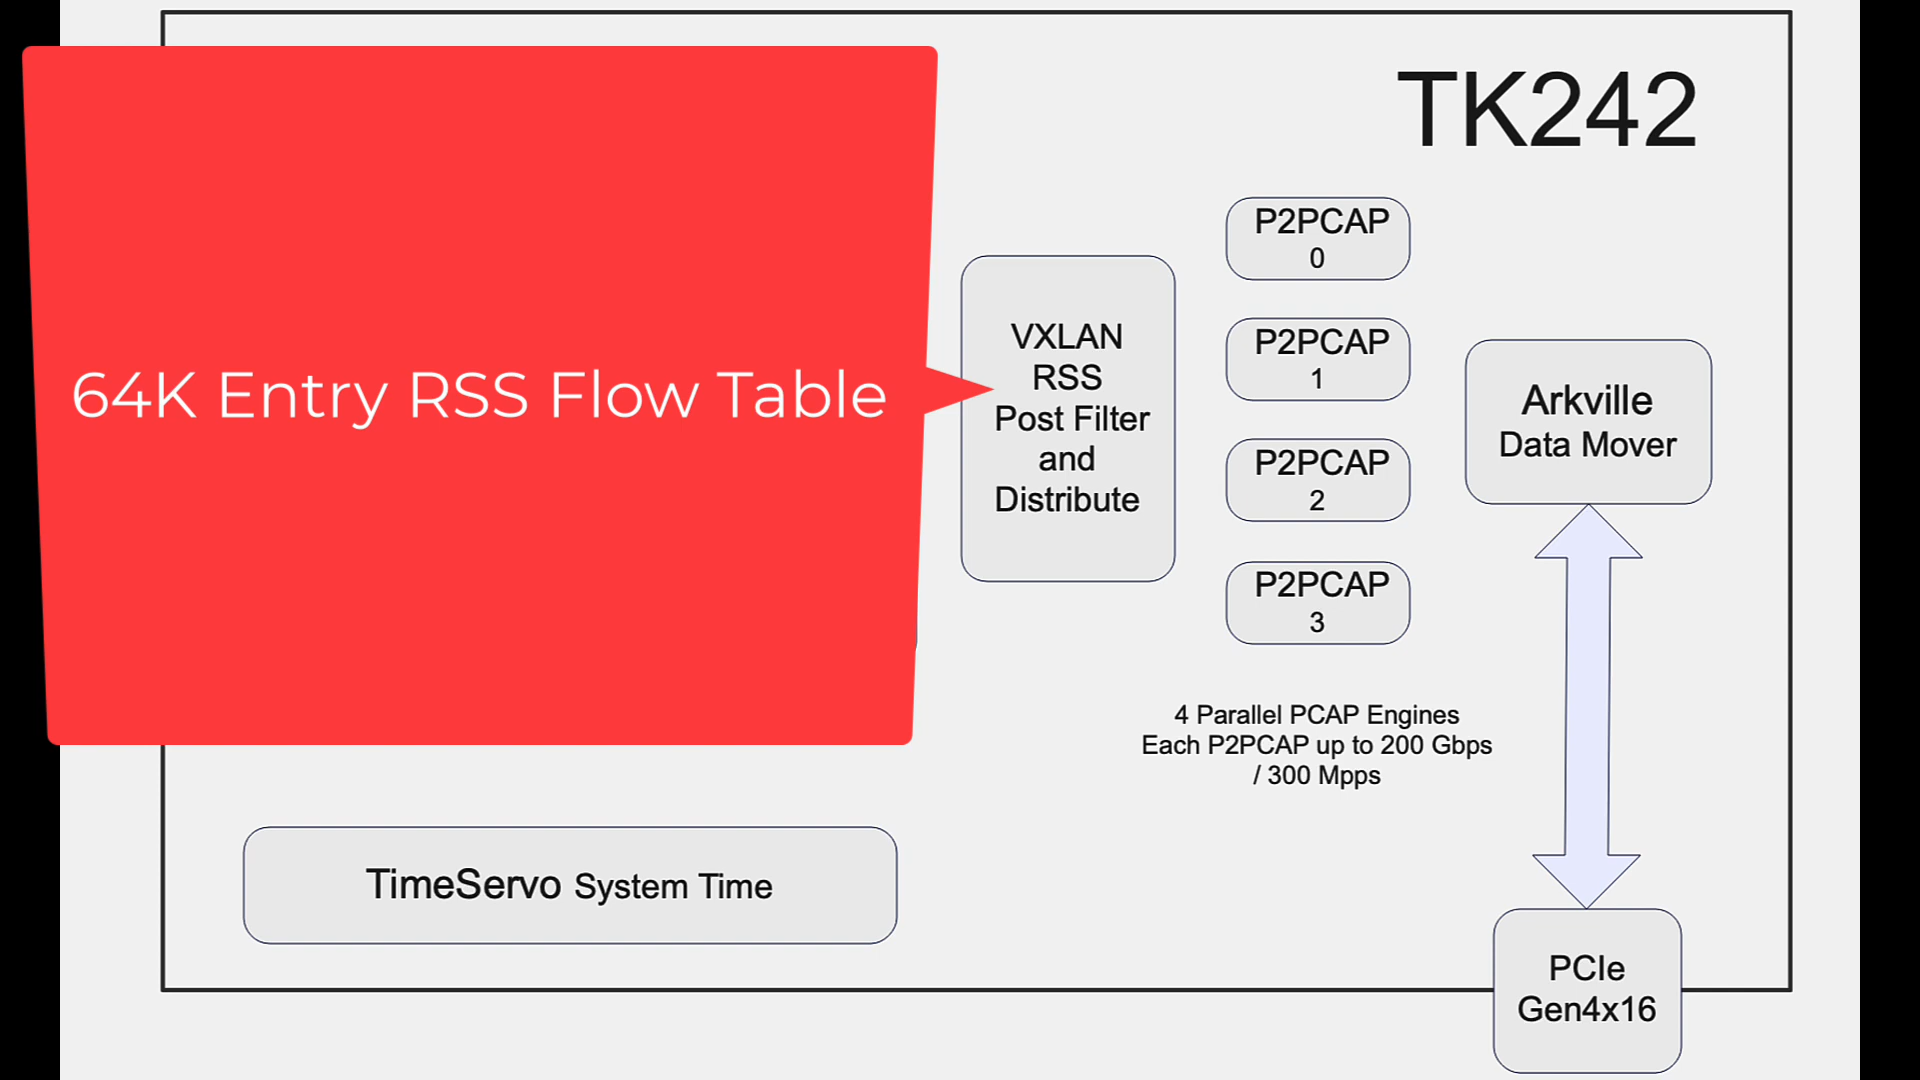 TK242
64K Entry RSS Flow Table
VXLAN
RSS
Post Filter
and
Distribute
P2PCAP
0
P2PCAP
1
P2PCAP
2
P2PCAP
3
Arkville
Data Mover
4 Parallel PCAP Engines
Each P2PCAP up to 200 Gbps
/ 300 Mpps
TimeServo System Time
PCIe
Gen4x16